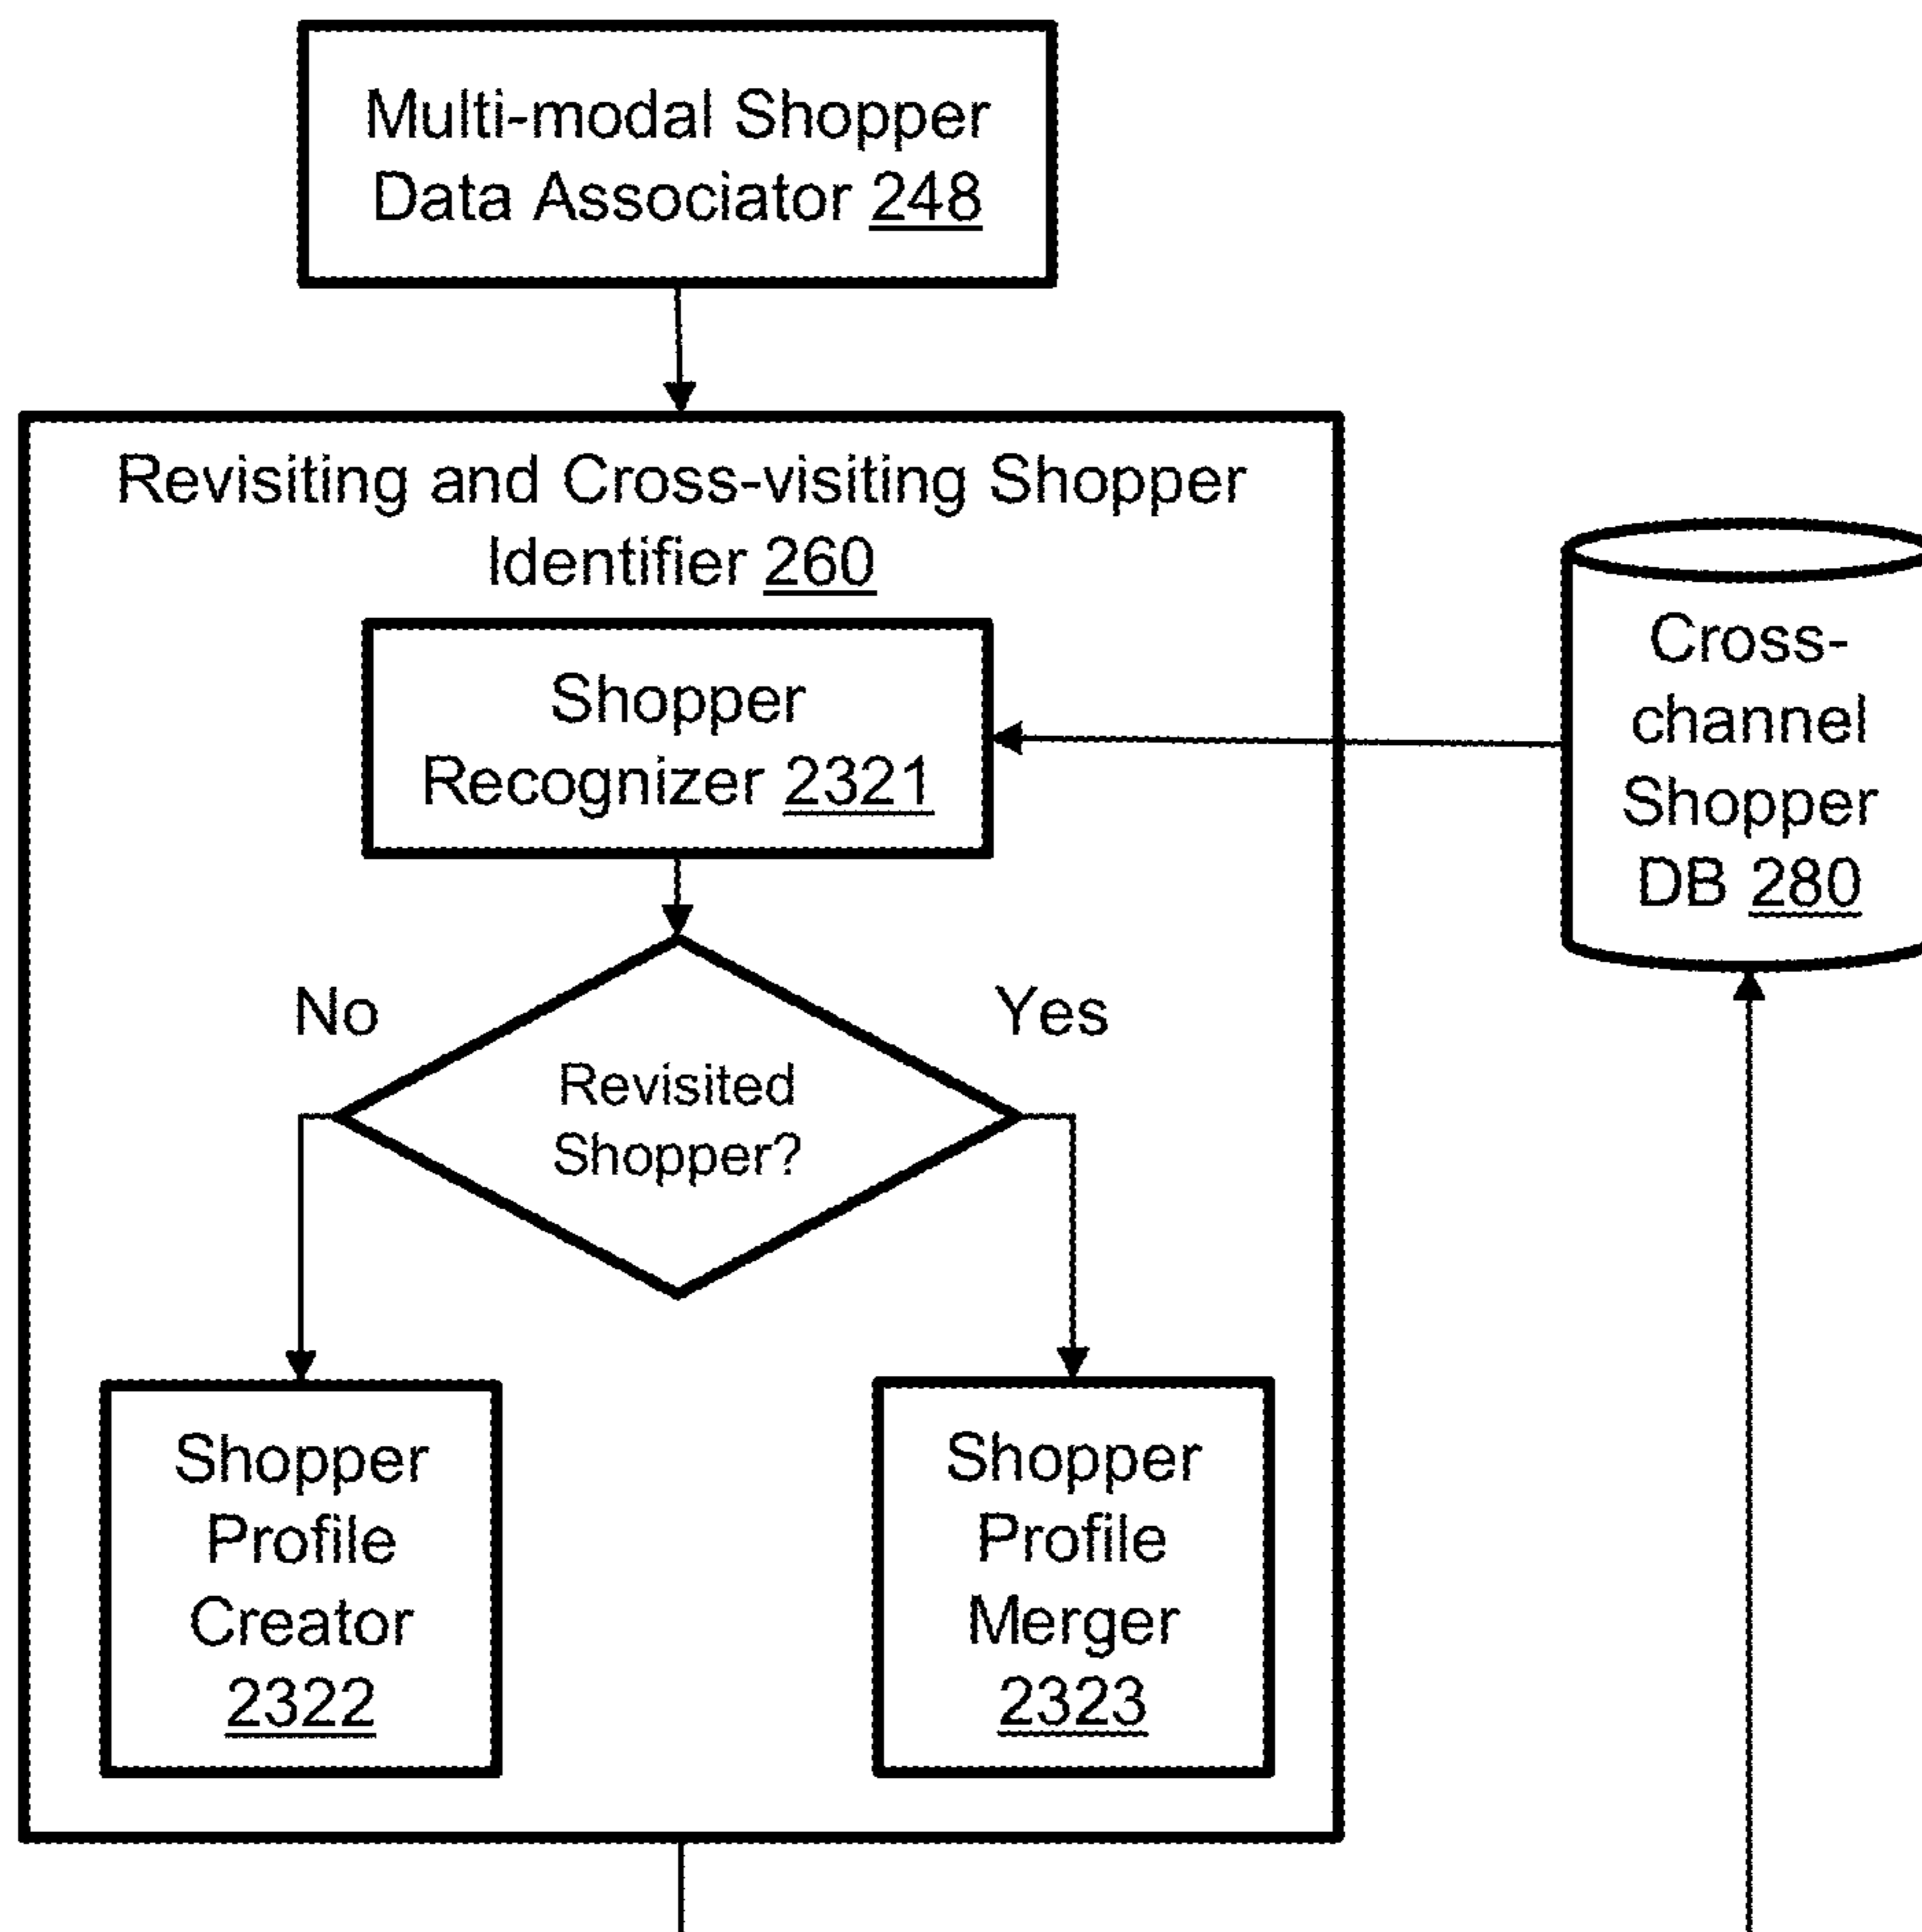 Multi-modal Shopper
Data Associator 248
Revisiting and Cross-visiting Shopper
Identifier 260
Shopper
Recognizer 2321
Cross-
channel
Shopper
DB 280
No
Yes
Revisited
Shopper?
Shopper
Profile
Creator
2322
Shopper
Profile
Merger
2323